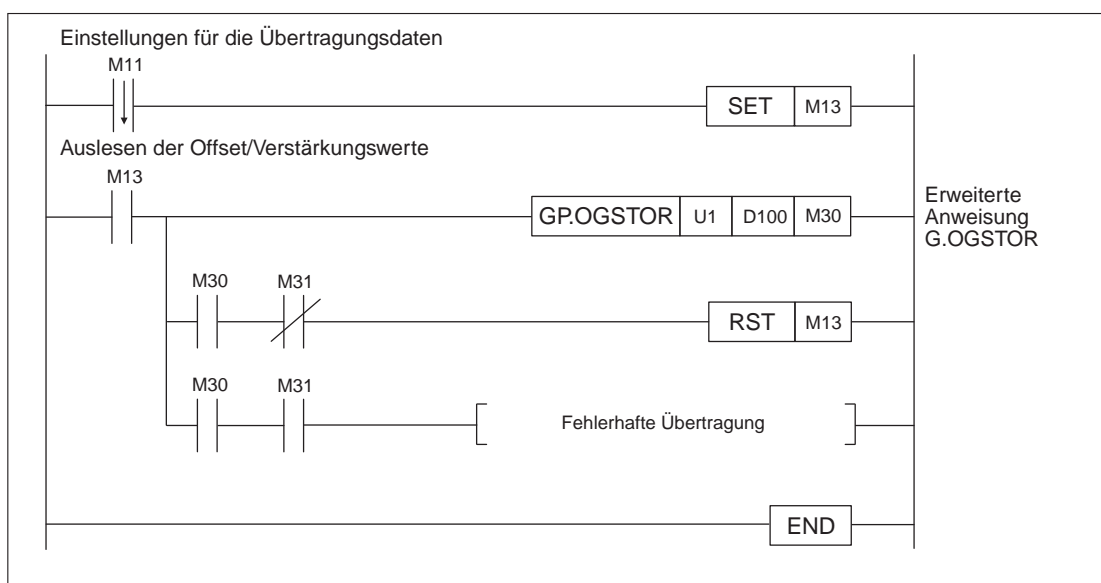 Einstellungen für die Übertragungsdaten
M11
SET M13
Auslesen der Offset/Verstärkungswerte
M13
GP.OGSTOR U1 D100 M30
Erweiterte
Anweisung
G.OGSTOR
M30 M31
RST M13
M30 M31
Fehlerhafte Übertragung
END